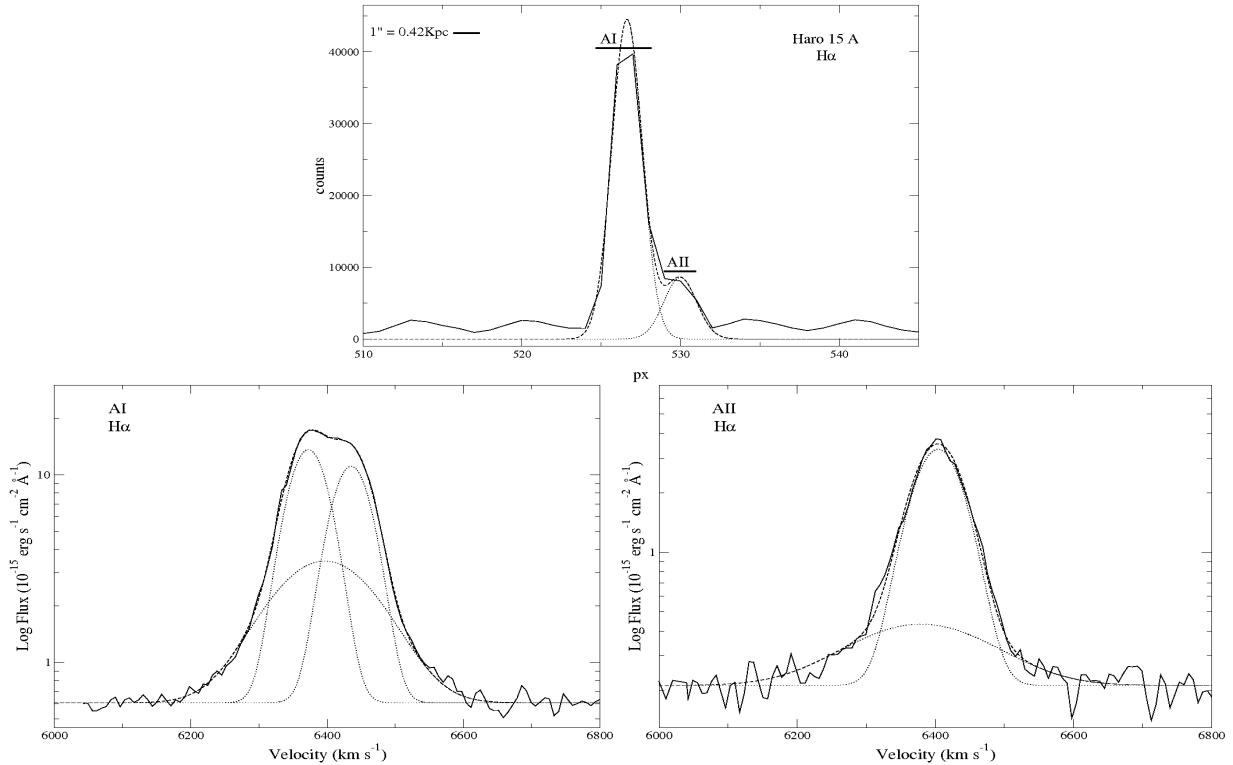 1" = 0.42Kpc
AI
AII
Haro 15 A
Hα
counts
40000
30000
20000
10000
0
510
520
530
540
px
AI
Hα
Log Flux (10⁻¹⁵ erg s⁻¹ cm⁻² Å⁻¹)
10
1
6000
6200
6400
6600
6800
Velocity (km s⁻¹)
AII
Hα
Log Flux (10⁻¹⁵ erg s⁻¹ cm⁻² Å⁻¹)
1
6000
6200
6400
6600
6800
Velocity (km s⁻¹)